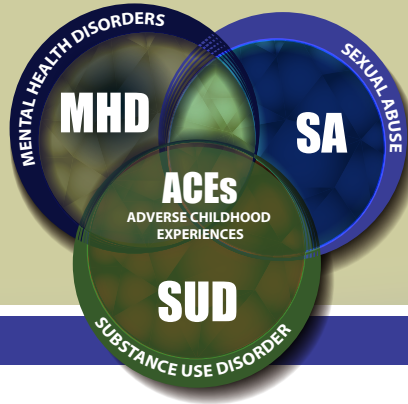 MENTAL HEALTH DISORDERS
SEXUAL ABUSE
MHD
SA
ACEs
ADVERSE CHILDHOOD
EXPERIENCES
SUD
SUBSTANCE USE DISORDER